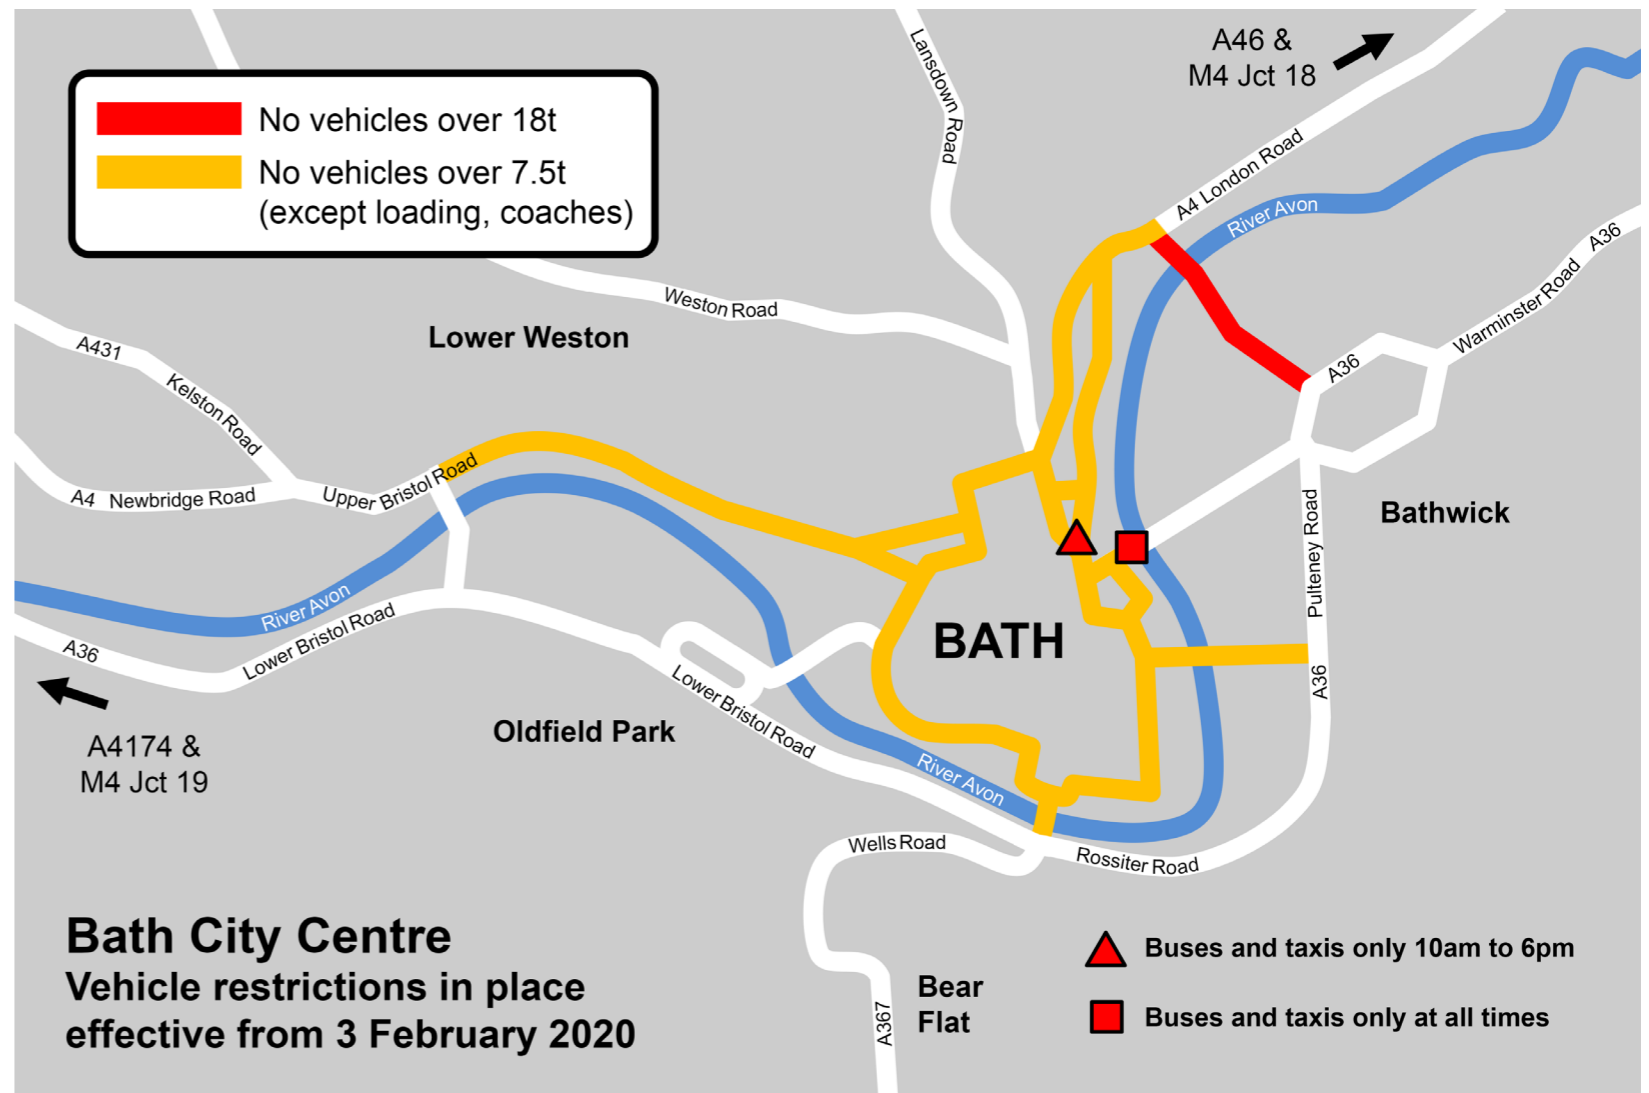 A46 &
M4 Jct 18
No vehicles over 18t
No vehicles over 7.5t
(except loading, coaches)
Lansdown Road
A4 London Road
River Avon
A36
Warminster Road
A36
Weston Road
Lower Weston
A431
Kelston Road
A4 Newbridge Road
Upper Bristol Road
Bathwick
Pulteney Road
A36
River Avon
Lower Bristol Road
A36
BATH
A4174 &
M4 Jct 19
Oldfield Park
Lower Bristol Road
River Avon
Wells Road
Rossiter Road
Bath City Centre
Vehicle restrictions in place
effective from 3 February 2020
Bear
Flat
A367
Buses and taxis only 10am to 6pm
Buses and taxis only at all times